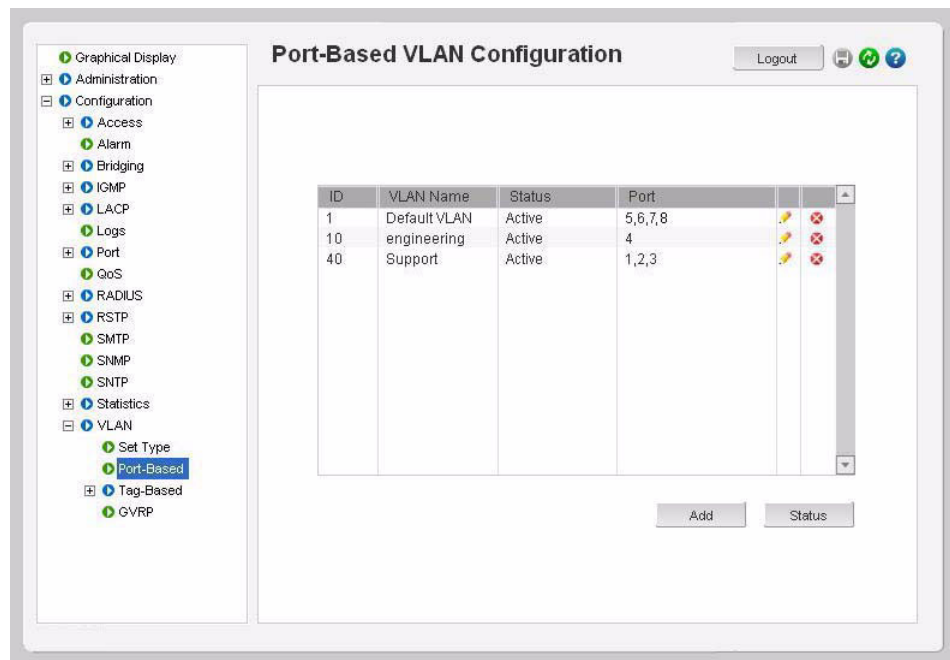 Port-Based VLAN Configuration
Logout
Graphical Display
Administration
Configuration
Access
Alarm
Bridging
IGMP
LACP
Logs
Port
QoS
RADIUS
RSTP
SMTP
SNMP
SNTP
Statistics
VLAN
Set Type
Port-Based
Tag-Based
GVRP
ID VLAN Name Status Port
1 Default VLAN Active 5,6,7,8
10 engineering Active 4
40 Support Active 1,2,3
Add Status